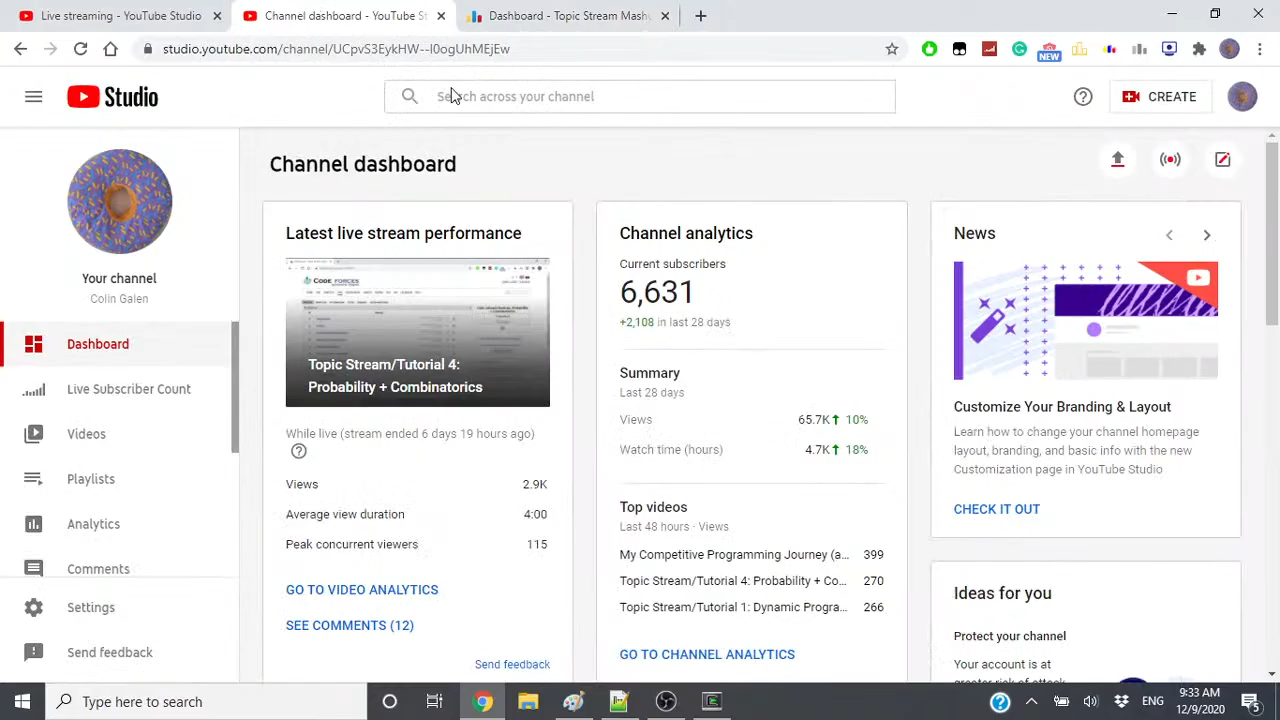 Live streaming - YouTube Studio
Channel dashboard - YouTube St
Dashboard - Topic Stream Mash
studio.youtube.com/channel/UCpvS3EykHW--I0ogUhMEjEw
NEW
Studio
Search across your channel
CREATE
Channel dashboard
Your channel
Colin Galen
Dashboard
Live Subscriber Count
Videos
Playlists
Analytics
Comments
Settings
Send feedback
Latest live stream performance
CODE FORCES
Topic Stream/Tutorial 4:
Probability + Combinatorics
While live (stream ended 6 days 19 hours ago)
Views 2.9K
Average view duration 4:00
Peak concurrent viewers 115
GO TO VIDEO ANALYTICS
SEE COMMENTS (12)
Send feedback
Channel analytics
Current subscribers
6,631
+2,108 in last 28 days
Summary
Last 28 days
Views 65.7K 10%
Watch time (hours) 4.7K 18%
Top videos
Last 48 hours · Views
My Competitive Programming Journey (a... 399
Topic Stream/Tutorial 4: Probability + Co... 270
Topic Stream/Tutorial 1: Dynamic Progra... 266
GO TO CHANNEL ANALYTICS
News
Customize Your Branding & Layout
Learn how to change your channel homepage
layout, branding, and basic info with the new
Customization page in YouTube Studio
CHECK IT OUT
Ideas for you
Protect your channel
Your account is at
greater risk of attack
Type here to search
ENG
9:33 AM
12/9/2020
5